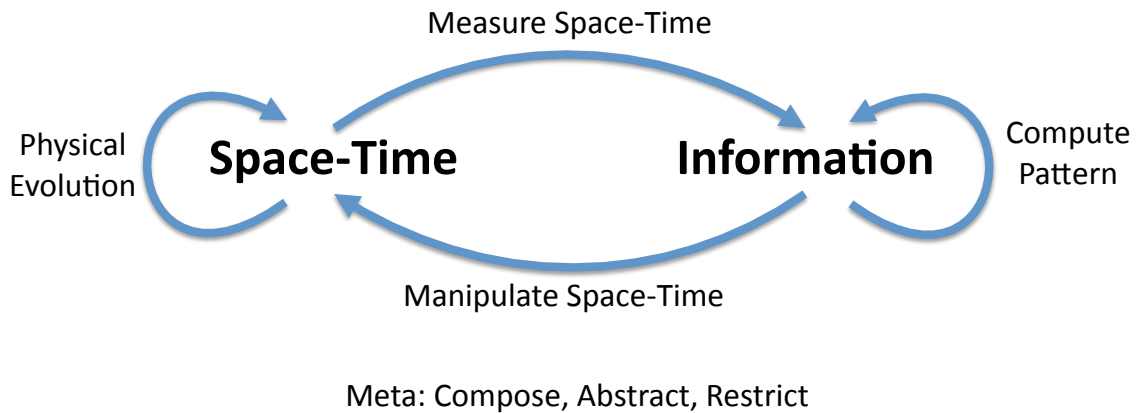 Measure Space-Time
Physical
Evolution
Space-Time
Information
Compute
Pattern
Manipulate Space-Time
Meta: Compose, Abstract, Restrict